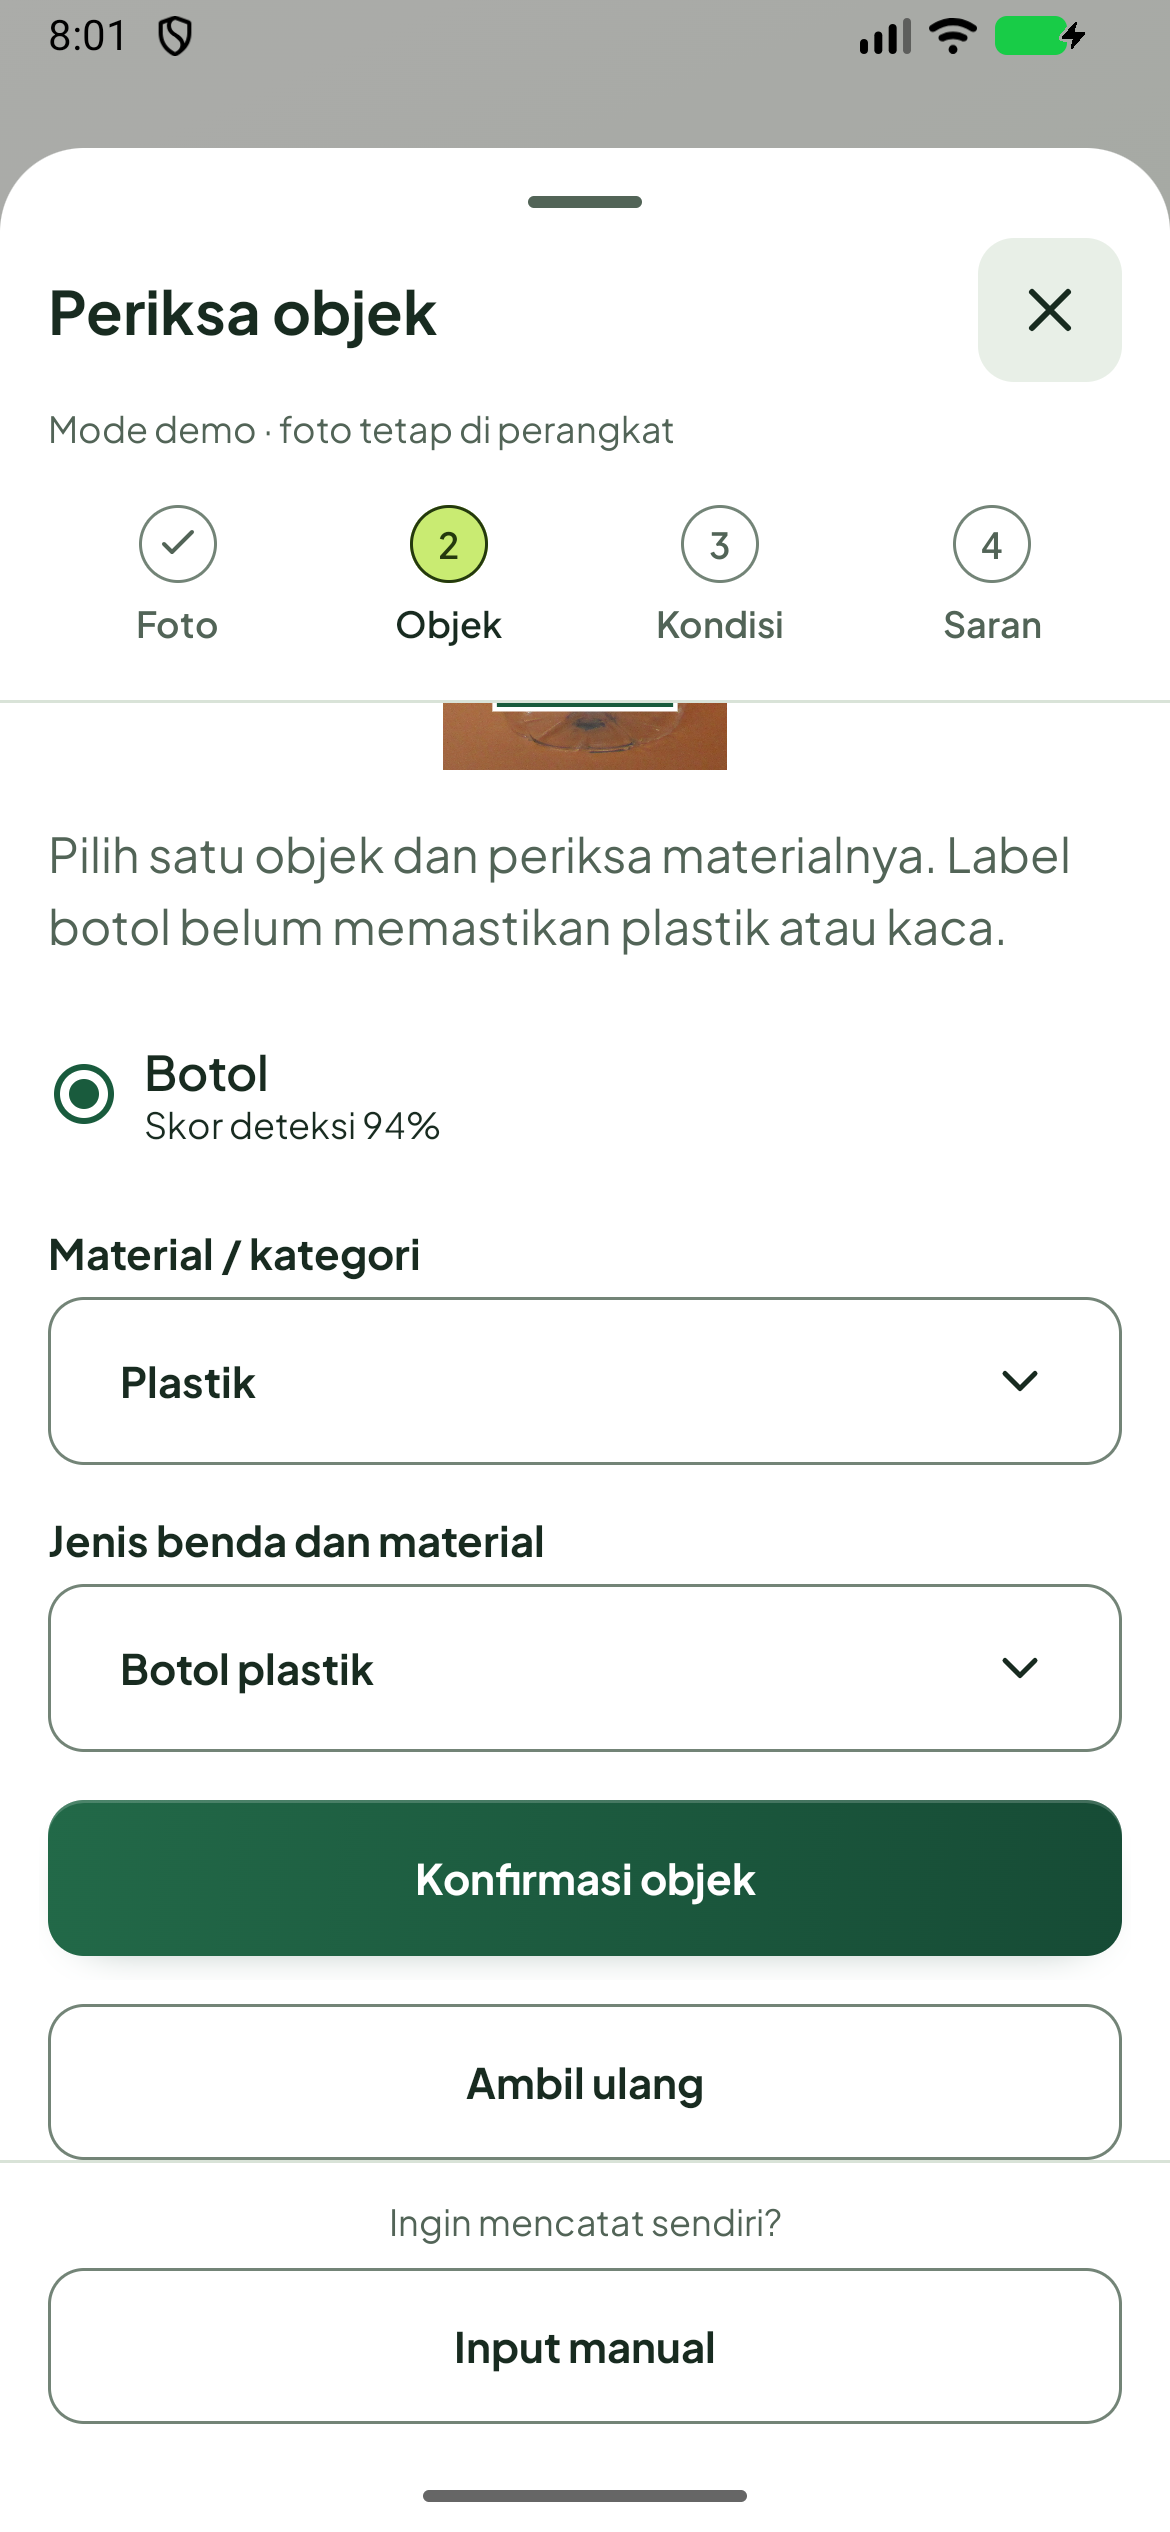 8:01
Periksa objek
Mode demo · foto tetap di perangkat
2
3
4
Foto
Objek
Kondisi
Saran
Pilih satu objek dan periksa materialnya. Label
botol belum memastikan plastik atau kaca.
Botol
Skor deteksi 94%
Material / kategori
Plastik
Jenis benda dan material
Botol plastik
Konfirmasi objek
Ambil ulang
Ingin mencatat sendiri?
Input manual